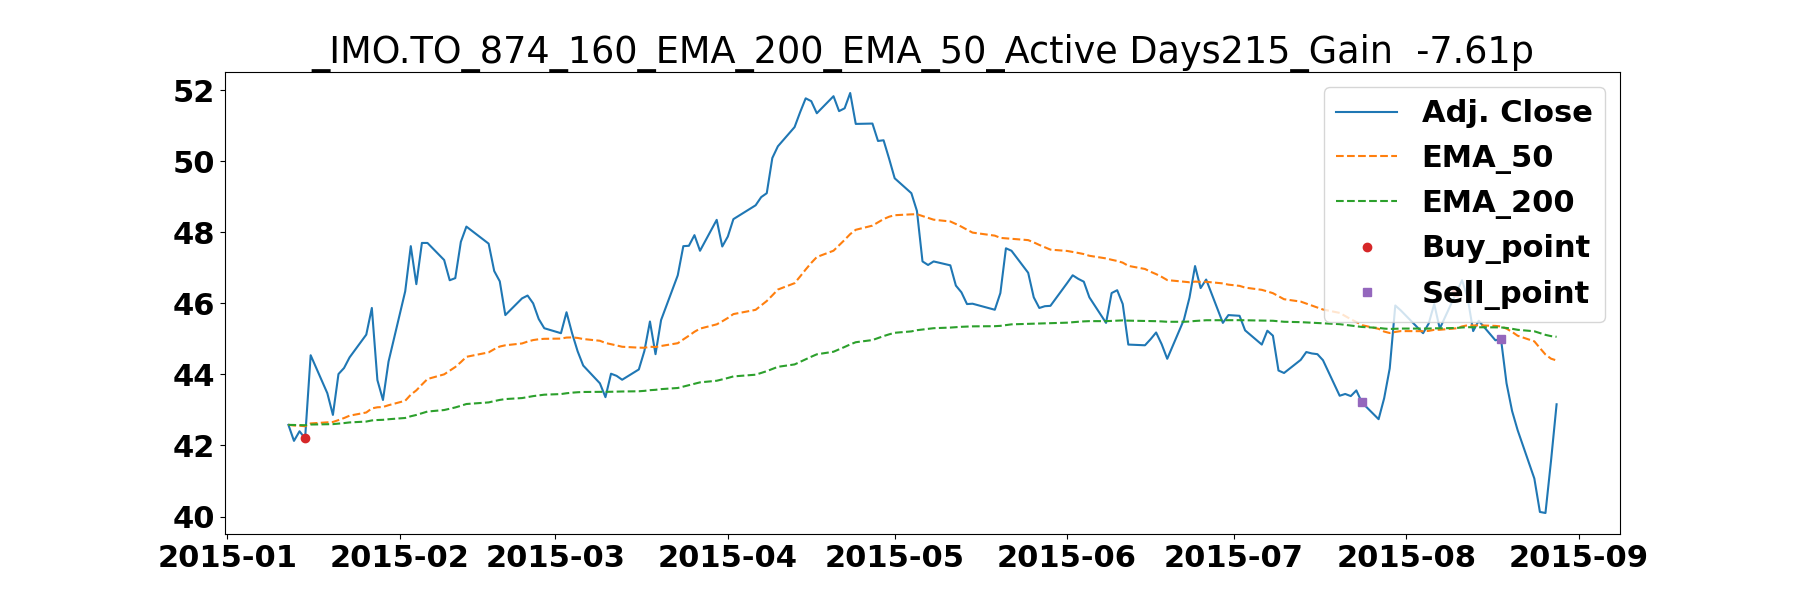 _IMO.TO_874_160_EMA_200_EMA_50_Active Days215_Gain  -7.61p
52
50
48
46
44
42
40
Adj. Close
EMA_50
EMA_200
Buy_point
Sell_point
2015-01 2015-02 2015-03 2015-04 2015-05 2015-06 2015-07 2015-08 2015-09